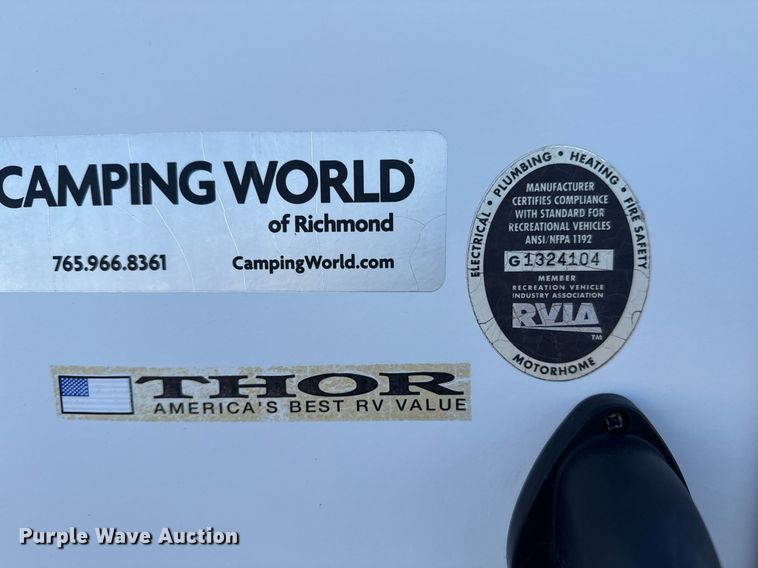 CAMPING WORLD
of Richmond
765.966.8361 CampingWorld.com
ELECTRICAL • PLUMBING • HEATING • FIRE SAFETY
MANUFACTURER
CERTIFIES COMPLIANCE
WITH STANDARD FOR
RECREATIONAL VEHICLES
ANSI/NFPA 1192
G1324104
MEMBER
RECREATION VEHICLE
INDUSTRY ASSOCIATION
RVIA
TM
MOTORHOME
THOR
AMERICA'S BEST RV VALUE
Purple Wave Auction